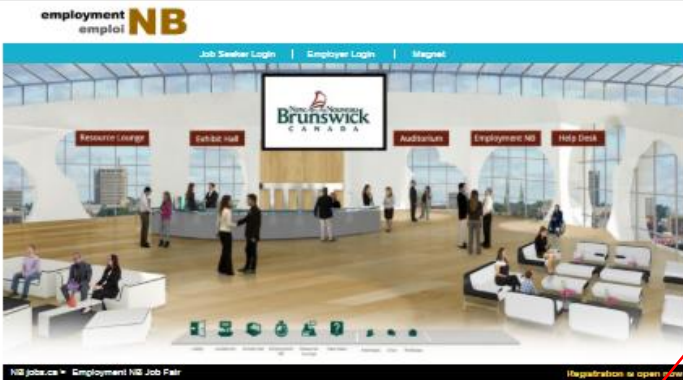 employment
emploi NB
Job Seeker Login | Employer Login | Magnet
New Nouveau
Brunswick
CANADA
Resource Lounge
Exhibit Hall
Auditorium
Employment NB
Help Desk
NBjobs.ca > Employment NB Job Fair
Registration is open now